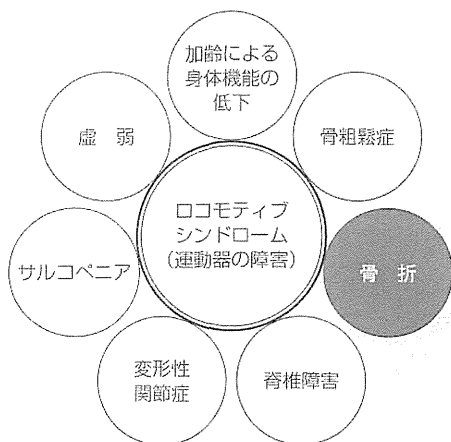 加齢による
身体機能の
低下
虚 弱
骨粗鬆症
ロコモティブ
シンドローム
(運動器の障害)
サルコペニア
骨 折
変形性
関節症
脊椎障害